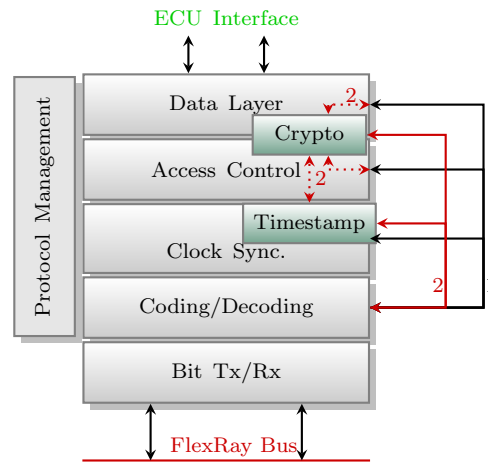 ECU Interface
Protocol Management
Data Layer
2
Crypto
Access Control
2
Timestamp
Clock Sync.
2
Coding/Decoding
Bit Tx/Rx
FlexRay Bus